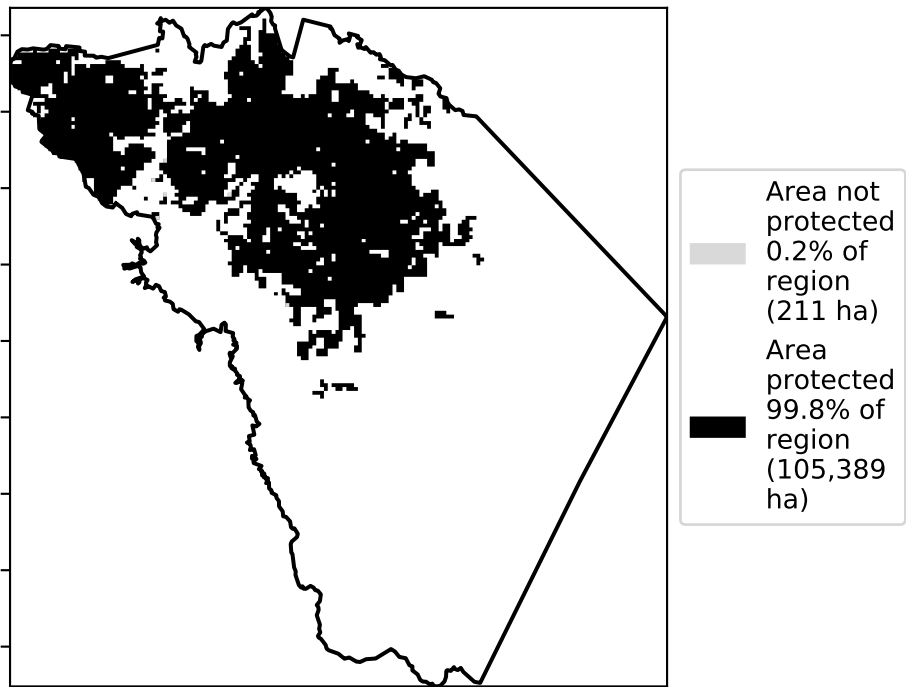 Area not
protected
0.2% of
region
(211 ha)
Area
protected
99.8% of
region
(105,389
ha)